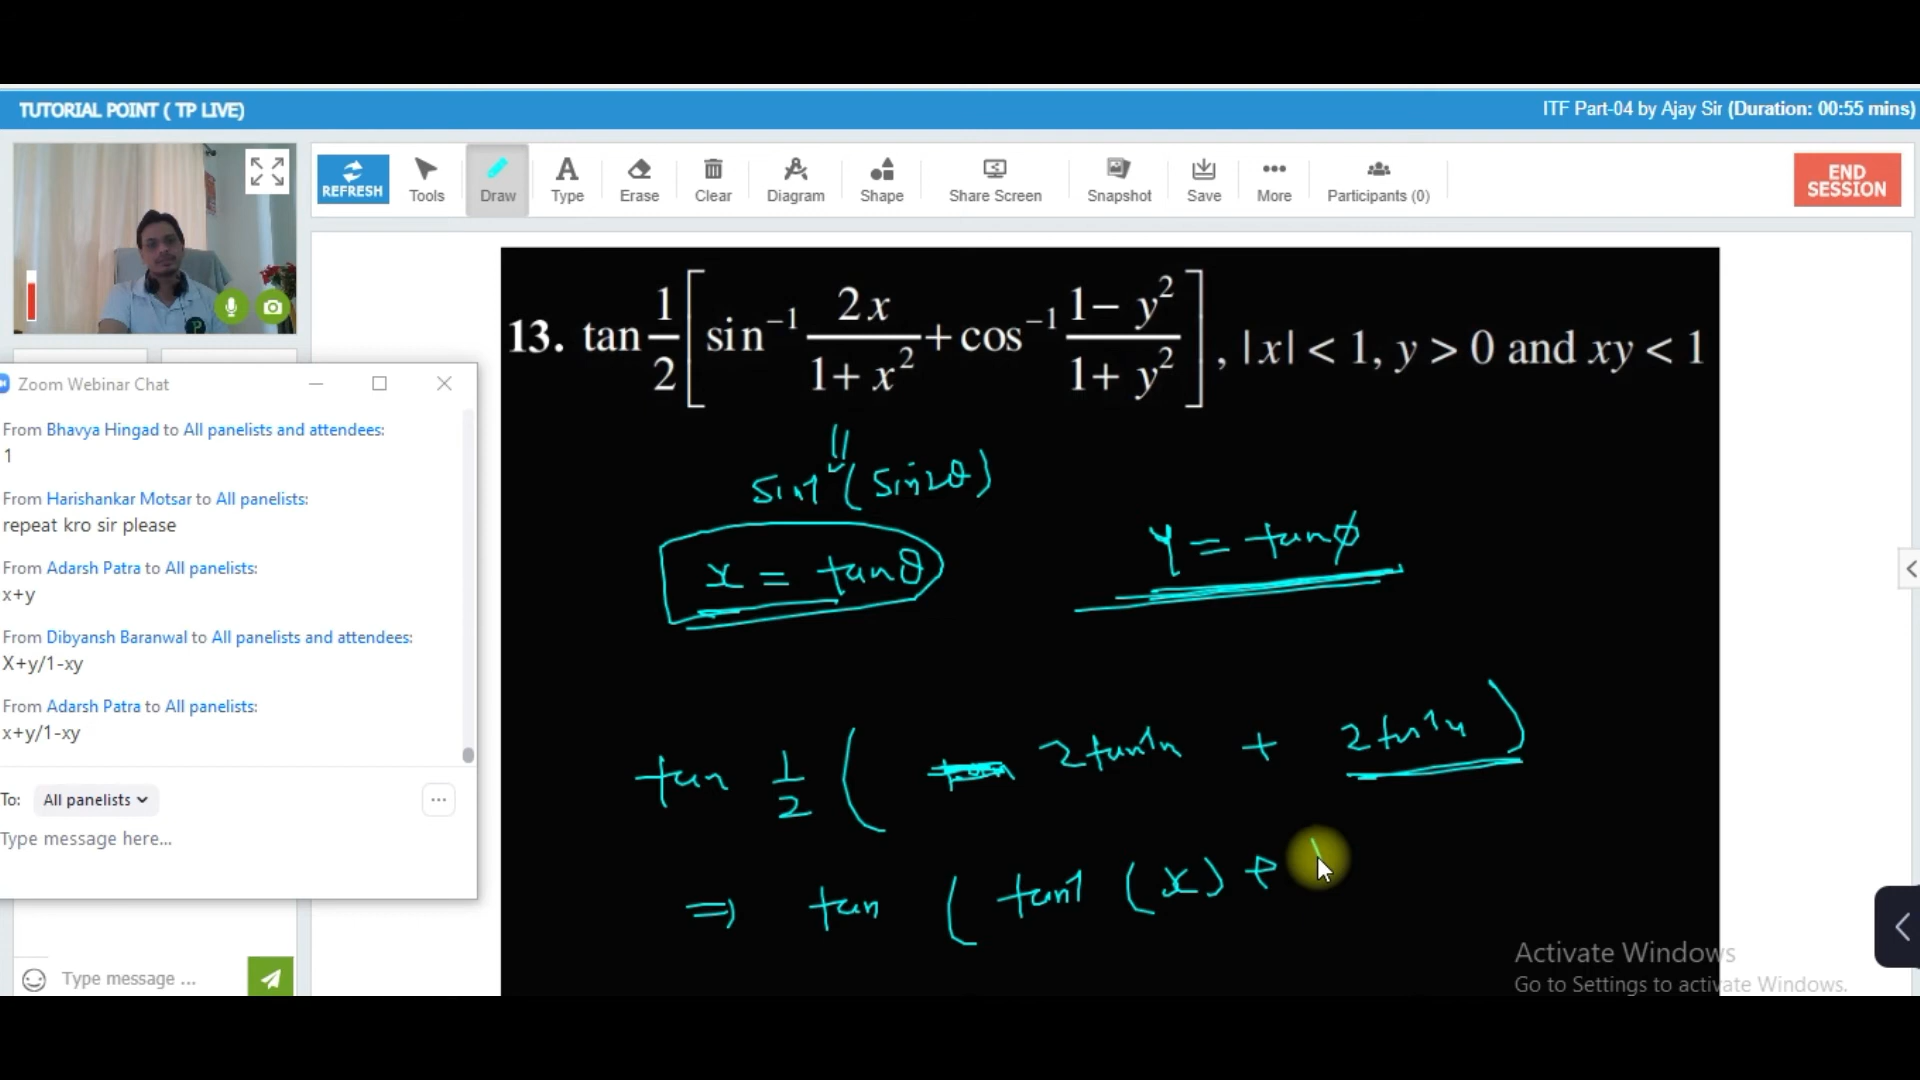 TUTORIAL POINT ( TP LIVE)
ITF Part-04 by Ajay Sir (Duration: 00:55 mins)
REFRESH
Tools
Draw
Type
Erase
Clear
Diagram
Shape
Share Screen
Snapshot
Save
More
Participants (0)
END SESSION
13. tan 1/2 [ sin⁻¹ 2x/1+x² + cos⁻¹ 1−y²/1+y² ], |x| < 1, y > 0 and xy < 1
sin⁻¹ (sin2θ)
x = tanθ
y = tanϕ
tan 1/2 ( 2tan⁻¹x + 2tan⁻¹y )
⇒ tan ( tan⁻¹ (x) +
Zoom Webinar Chat
From Bhavya Hingad to All panelists and attendees:
1
From Harishankar Motsar to All panelists:
repeat kro sir please
From Adarsh Patra to All panelists:
x+y
From Dibyansh Baranwal to All panelists and attendees:
X+y/1-xy
From Adarsh Patra to All panelists:
x+y/1-xy
To: All panelists
Type message here...
Type message ...
Activate Windows
Go to Settings to activate Windows.